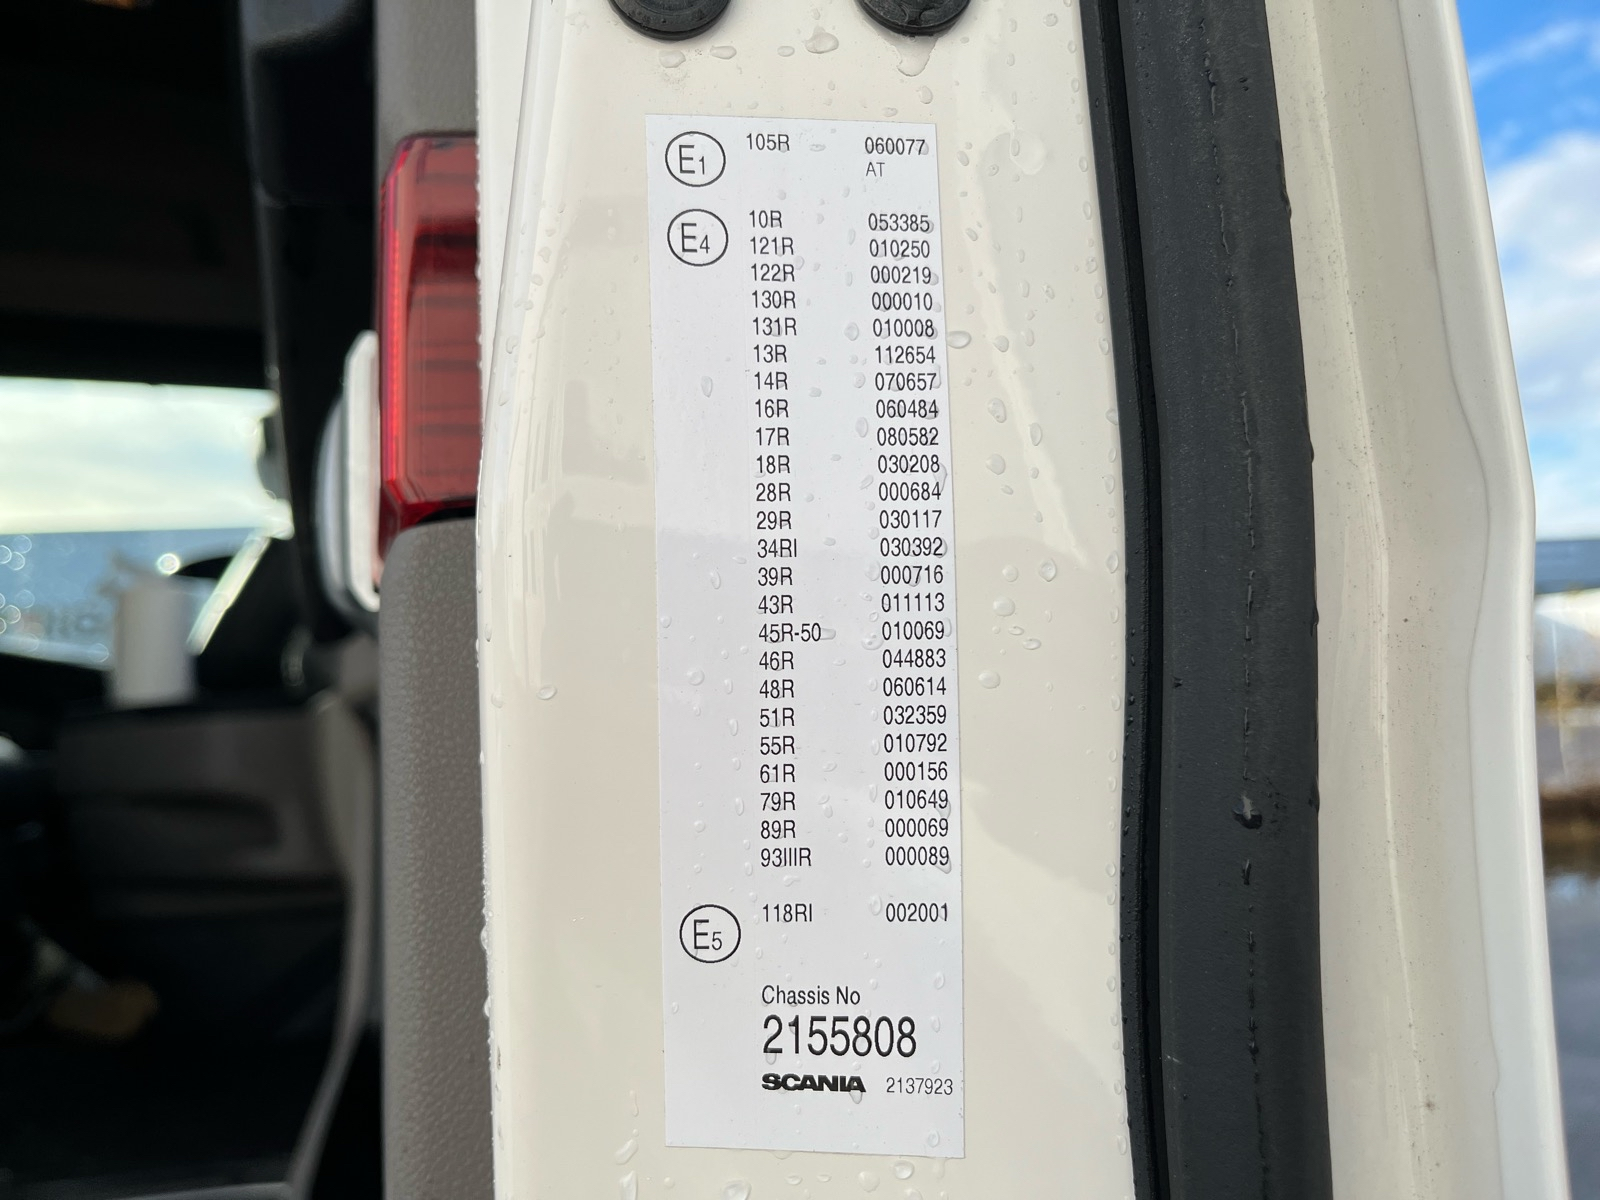 E1 105R 060077
AT
E4 10R 053385
121R 010250
122R 000219
130R 000010
131R 010008
13R 112654
14R 070657
16R 060484
17R 080582
18R 030208
28R 000684
29R 030117
34RI 030392
39R 000716
43R 011113
45R-50 010069
46R 044883
48R 060614
51R 032359
55R 010792
61R 000156
79R 010649
89R 000069
93IIIR 000089
E5 118RI 002001
Chassis No
2155808
SCANIA 2137923